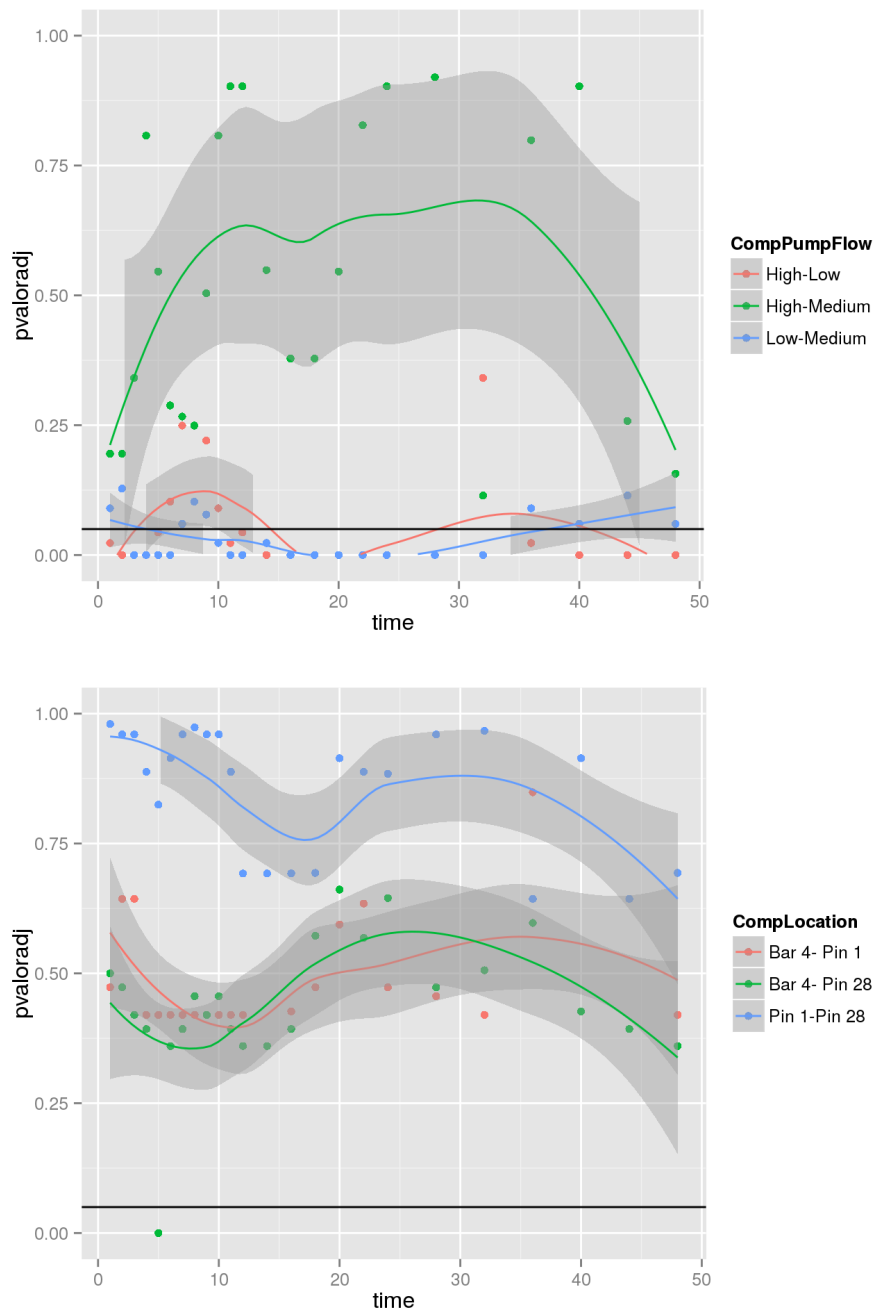 1.00
0.75
0.50
0.25
0.00
pvaloradj
0
10
20
30
40
50
time
CompPumpFlow
High-Low
High-Medium
Low-Medium
1.00
0.75
0.50
0.25
0.00
pvaloradj
0
10
20
30
40
50
time
CompLocation
Bar 4- Pin 1
Bar 4- Pin 28
Pin 1-Pin 28